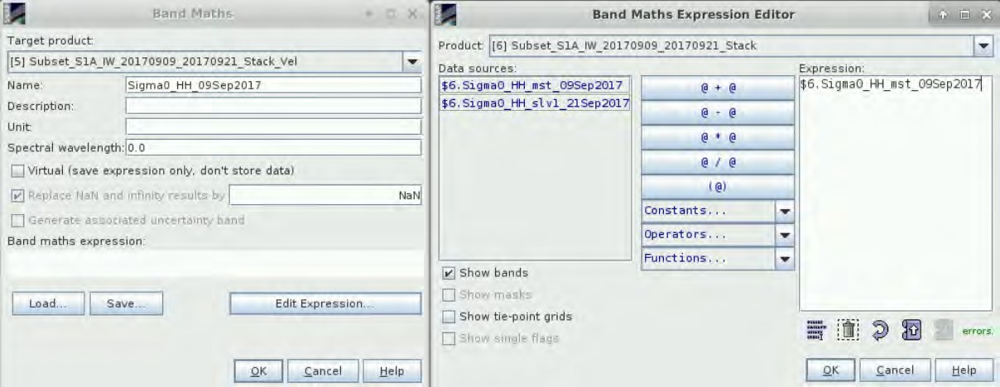 Band Maths
Target product:
[5] Subset_S1A_IW_20170909_20170921_Stack_Vel
Name: Sigma0_HH_09Sep2017
Description:
Unit:
Spectral wavelength: 0.0
Virtual (save expression only, don't store data)
Replace NaN and infinity results by NaN
Generate associated uncertainty band
Band maths expression:
Load... Save... Edit Expression...
OK Cancel Help
Band Maths Expression Editor
Product: [6] Subset_S1A_IW_20170909_20170921_Stack
Data sources:
$6.Sigma0_HH_mst_09Sep2017
$6.Sigma0_HH_slv1_21Sep2017
Show bands
Show masks
Show tie-point grids
Show single flags
@ + @
@ - @
@ * @
@ / @
(@)
Constants...
Operators...
Functions...
Expression:
$6.Sigma0_HH_mst_09Sep2017
errors.
OK Cancel Help